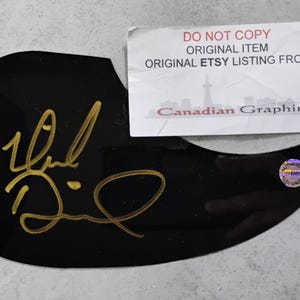 DO NOT COPY
ORIGINAL ITEM
ORIGINAL ETSY LISTING FRO
Canadian Graphi